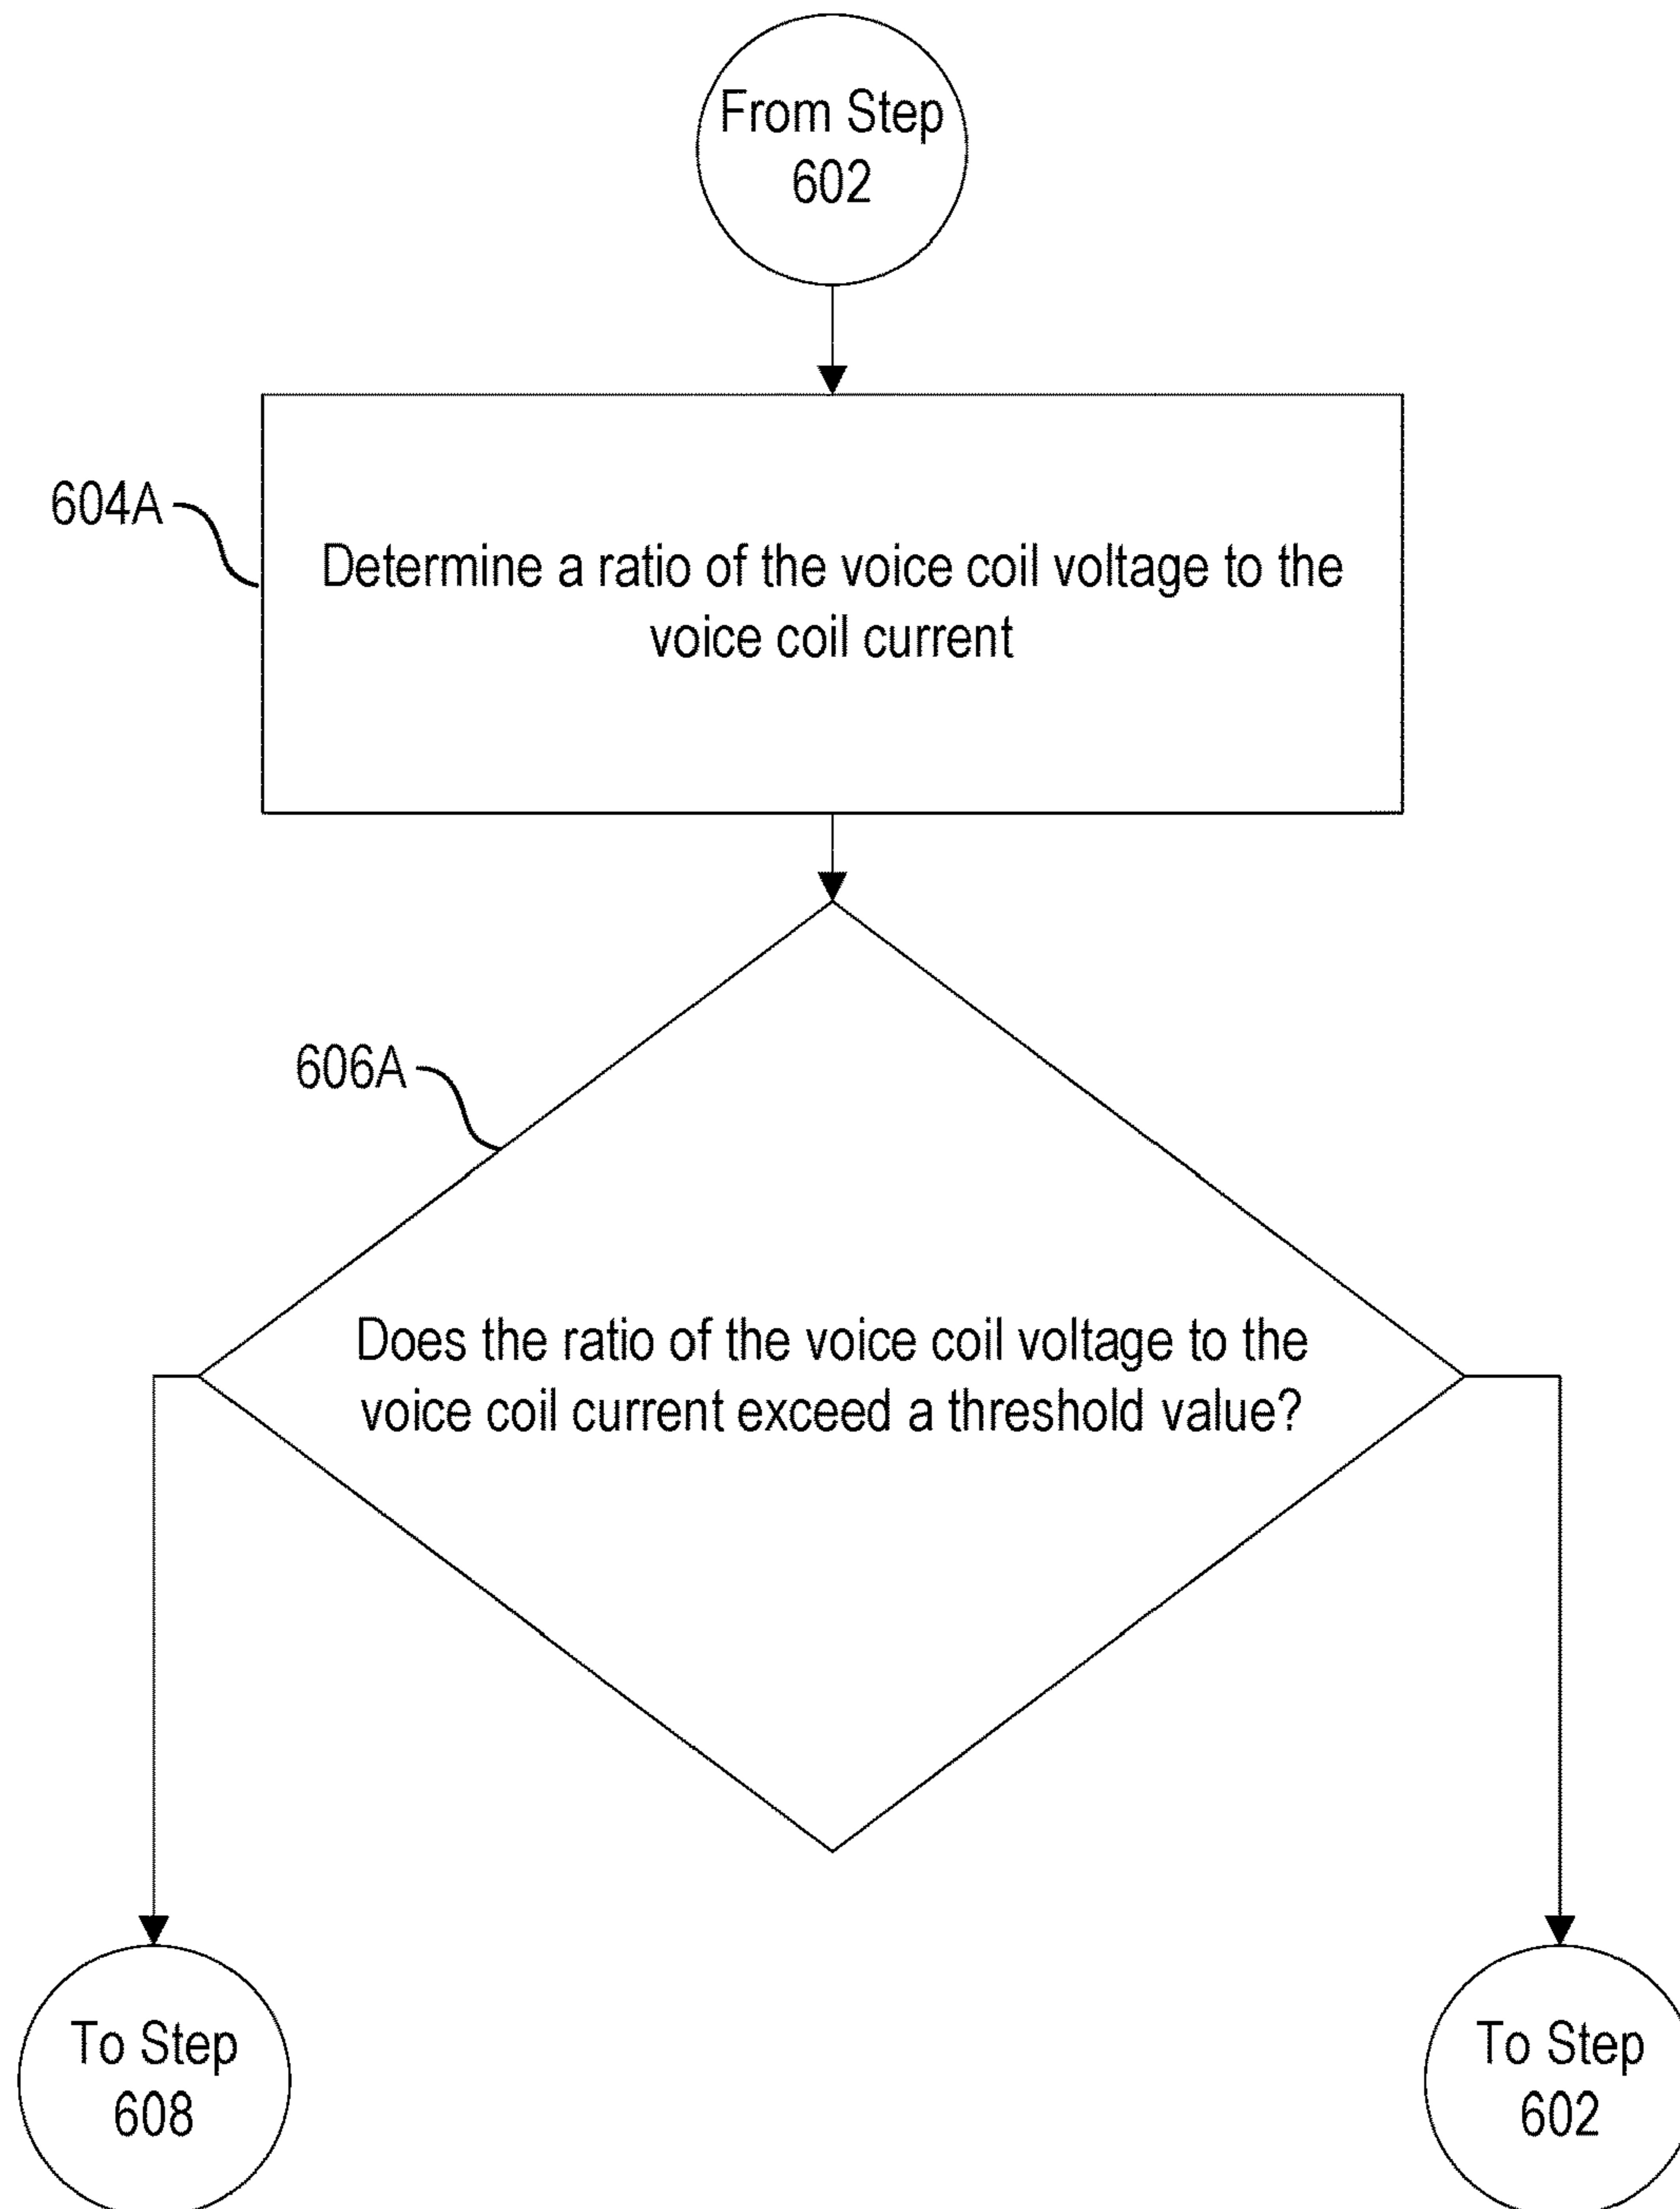 From Step
602
604A
Determine a ratio of the voice coil voltage to the
voice coil current
606A
Does the ratio of the voice coil voltage to the
voice coil current exceed a threshold value?
To Step
608
To Step
602